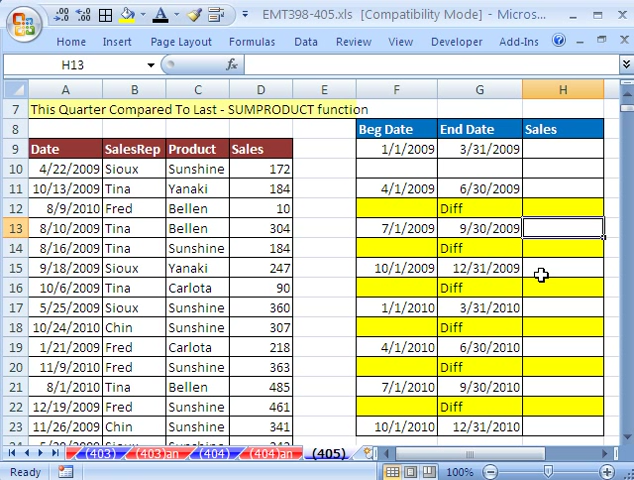 EMT398-405.xls [Compatibility Mode] - Micros...
Home Insert Page Layout Formulas Data Review View Developer Add-Ins
H13 fx
A B C D E F G H
7 This Quarter Compared To Last - SUMPRODUCT function
8 Beg Date End Date Sales
9 Date SalesRep Product Sales 1/1/2009 3/31/2009
10 4/22/2009 Sioux Sunshine 172
11 10/13/2009 Tina Yanaki 184 4/1/2009 6/30/2009
12 8/9/2010 Fred Bellen 10 Diff
13 8/10/2009 Tina Bellen 304 7/1/2009 9/30/2009
14 8/16/2009 Tina Sunshine 184 Diff
15 9/18/2009 Sioux Yanaki 247 10/1/2009 12/31/2009
16 10/6/2009 Tina Carlota 90 Diff
17 5/25/2009 Sioux Sunshine 360 1/1/2010 3/31/2010
18 10/24/2010 Chin Sunshine 307 Diff
19 1/21/2009 Fred Carlota 218 4/1/2010 6/30/2010
20 11/9/2010 Fred Sunshine 363 Diff
21 8/1/2010 Tina Bellen 485 7/1/2010 9/30/2010
22 12/19/2009 Fred Sunshine 461 Diff
23 11/26/2009 Chin Sunshine 341 10/1/2010 12/31/2010
(403) (403)an (404) (404)an (405)
Ready 100%